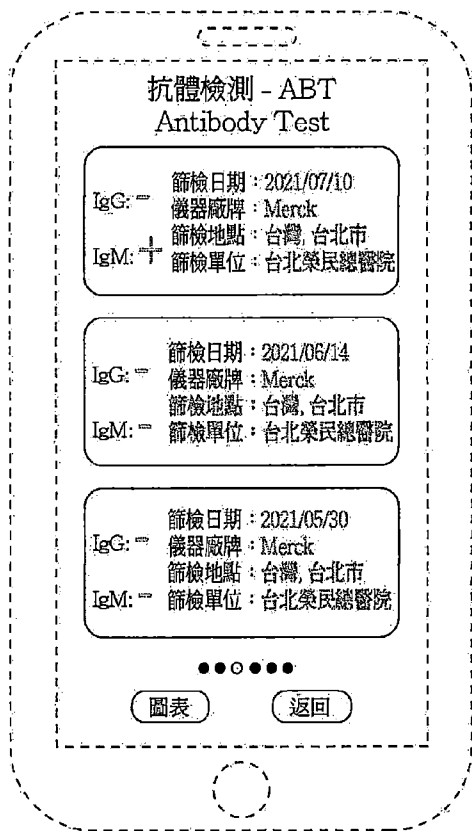 抗體檢測 - ABT
Antibody Test
IgG: −
IgM: +
篩檢日期：2021/07/10
儀器廠牌：Merck
篩檢地點：台灣, 台北市
篩檢單位：台北榮民總醫院
IgG: −
IgM: −
篩檢日期：2021/06/14
儀器廠牌：Merck
篩檢地點：台灣, 台北市
篩檢單位：台北榮民總醫院
IgG: −
IgM: −
篩檢日期：2021/05/30
儀器廠牌：Merck
篩檢地點：台灣, 台北市
篩檢單位：台北榮民總醫院
圖表
返回